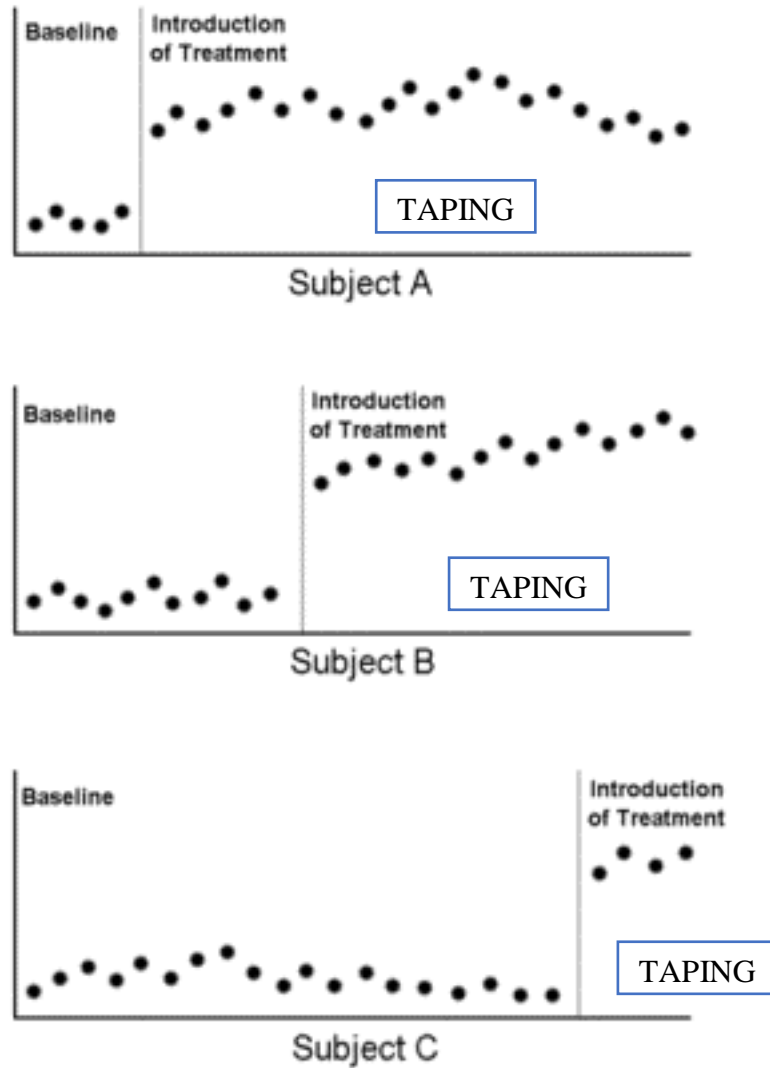 Baseline
Introduction
of Treatment
TAPING
Subject A
Baseline
Introduction
of Treatment
TAPING
Subject B
Baseline
Introduction
of Treatment
TAPING
Subject C